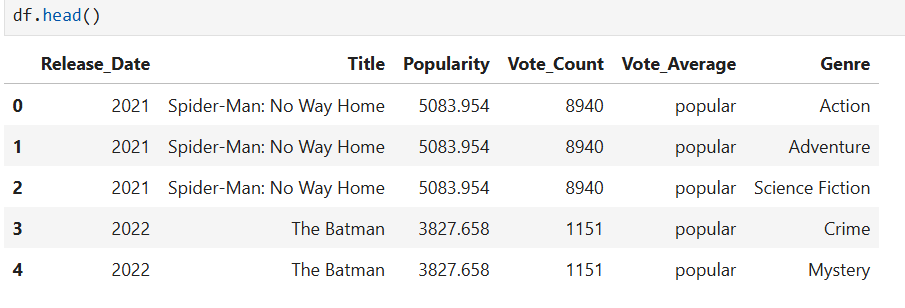 df.head()
Release_Date Title Popularity Vote_Count Vote_Average Genre
0 2021 Spider-Man: No Way Home 5083.954 8940 popular Action
1 2021 Spider-Man: No Way Home 5083.954 8940 popular Adventure
2 2021 Spider-Man: No Way Home 5083.954 8940 popular Science Fiction
3 2022 The Batman 3827.658 1151 popular Crime
4 2022 The Batman 3827.658 1151 popular Mystery